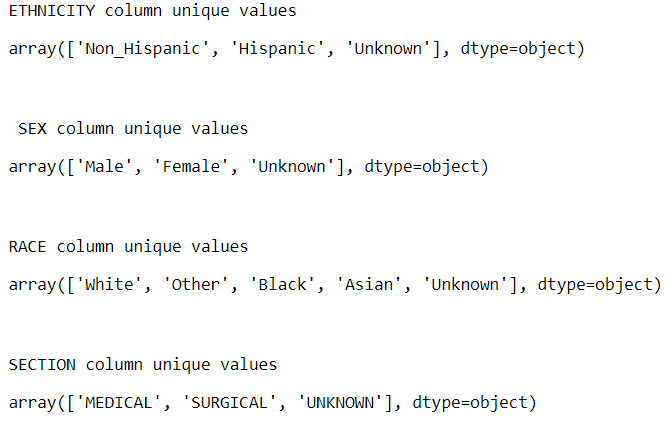 ETHNICITY column unique values
array(['Non_Hispanic', 'Hispanic', 'Unknown'], dtype=object)
SEX column unique values
array(['Male', 'Female', 'Unknown'], dtype=object)
RACE column unique values
array(['White', 'Other', 'Black', 'Asian', 'Unknown'], dtype=object)
SECTION column unique values
array(['MEDICAL', 'SURGICAL', 'UNKNOWN'], dtype=object)